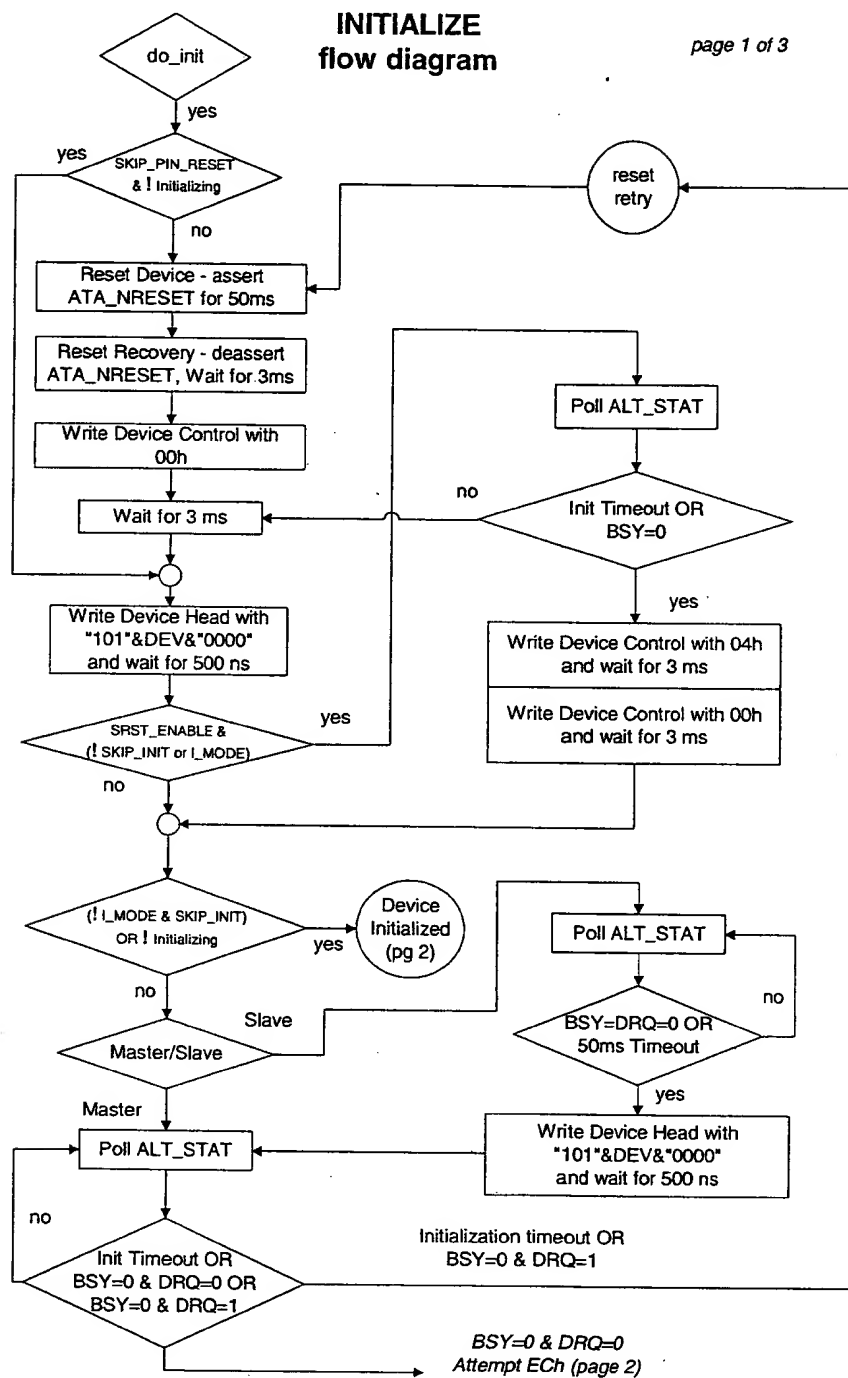 INITIALIZE
flow diagram
page 1 of 3
do_init
yes
yes
SKIP_PIN_RESET
& ! Initializing
no
reset
retry
Reset Device - assert
ATA_NRESET for 50ms
Reset Recovery - deassert
ATA_NRESET, Wait for 3ms
Write Device Control with
00h
Wait for 3 ms
Poll ALT_STAT
no
Init Timeout OR
BSY=0
yes
Write Device Head with
"101"&DEV&"0000"
and wait for 500 ns
Write Device Control with 04h
and wait for 3 ms
Write Device Control with 00h
and wait for 3 ms
SRST_ENABLE &
(! SKIP_INIT or I_MODE)
yes
no
(! I_MODE & SKIP_INIT)
OR ! Initializing
yes
Device
Initialized
(pg 2)
no
Poll ALT_STAT
no
BSY=DRQ=0 OR
50ms Timeout
yes
Slave
Master/Slave
Master
Poll ALT_STAT
Write Device Head with
"101"&DEV&"0000"
and wait for 500 ns
no
Init Timeout OR
BSY=0 & DRQ=0 OR
BSY=0 & DRQ=1
Initialization timeout OR
BSY=0 & DRQ=1
BSY=0 & DRQ=0
Attempt ECh (page 2)